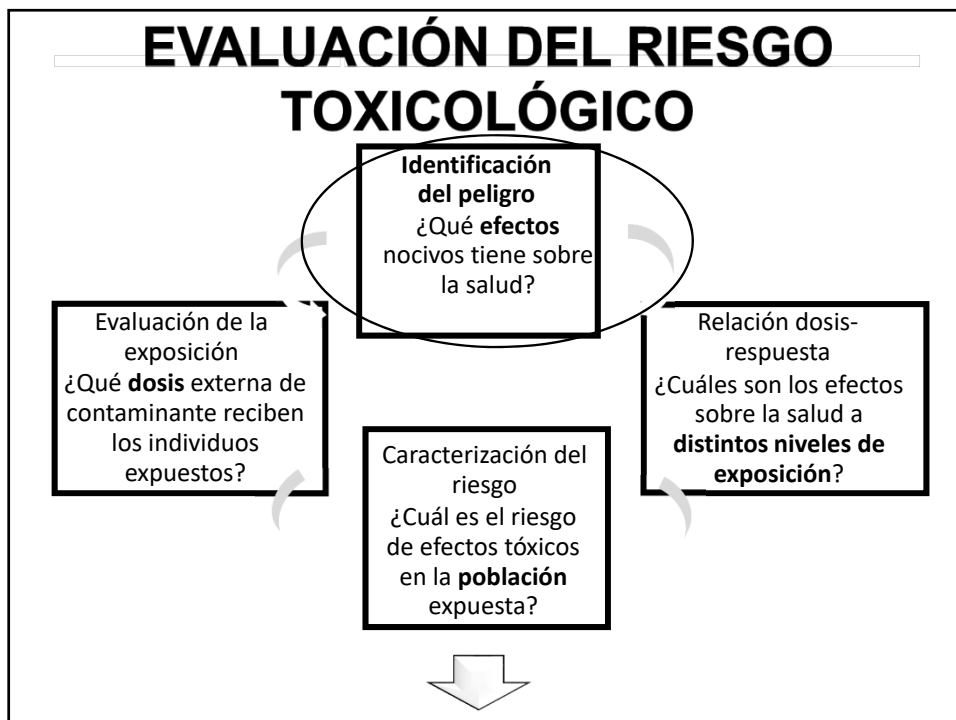 EVALUACIÓN DEL RIESGO
TOXICOLÓGICO
Identificación
del peligro
¿Qué efectos
nocivos tiene sobre
la salud?
Evaluación de la
exposición
¿Qué dosis externa de
contaminante reciben
los individuos
expuestos?
Relación dosis-
respuesta
¿Cuáles son los efectos
sobre la salud a
distintos niveles de
exposición?
Caracterización del
riesgo
¿Cuál es el riesgo
de efectos tóxicos
en la población
expuesta?